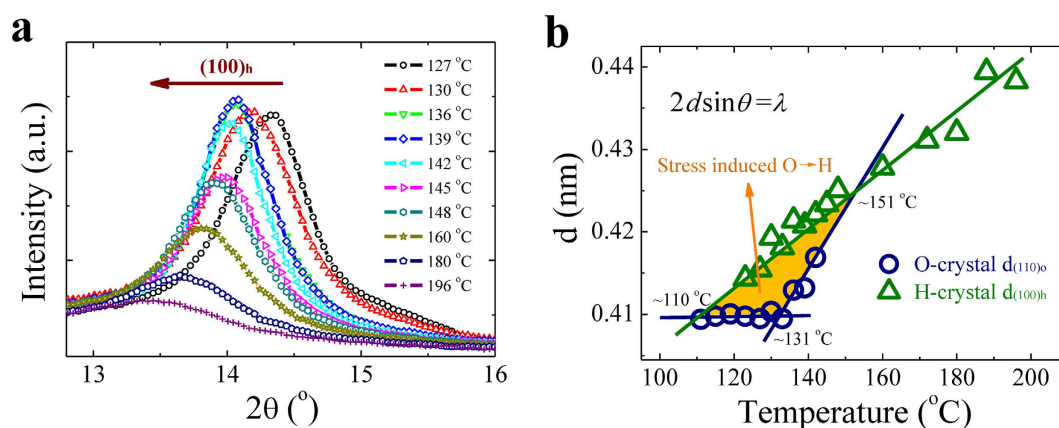 a
(100)h
127 °C
130 °C
136 °C
139 °C
142 °C
145 °C
148 °C
160 °C
180 °C
196 °C
Intensity (a.u.)
13 14 15 16
2θ (°)
b
0.44
0.43
0.42
0.41
d (nm)
2dsinθ=λ
Stress induced O→H
~151 °C
~110 °C
~131 °C
O-crystal d(110)o
H-crystal d(100)h
100 120 140 160 180 200
Temperature (°C)